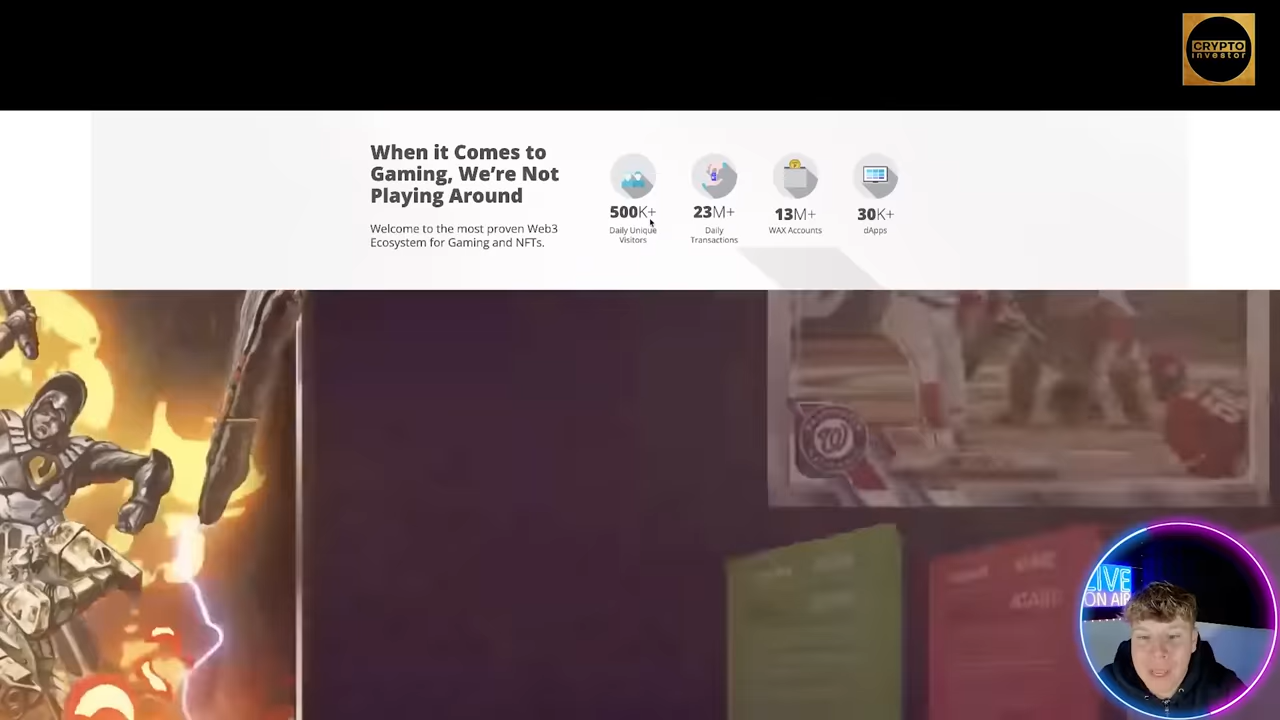 CRYPTO
investor
When it Comes to
Gaming, We're Not
Playing Around
Welcome to the most proven Web3
Ecosystem for Gaming and NFTs.
500K+
Daily Unique
Visitors
23M+
Daily
Transactions
13M+
WAX Accounts
30K+
dApps
W
LIVE
ON AIR